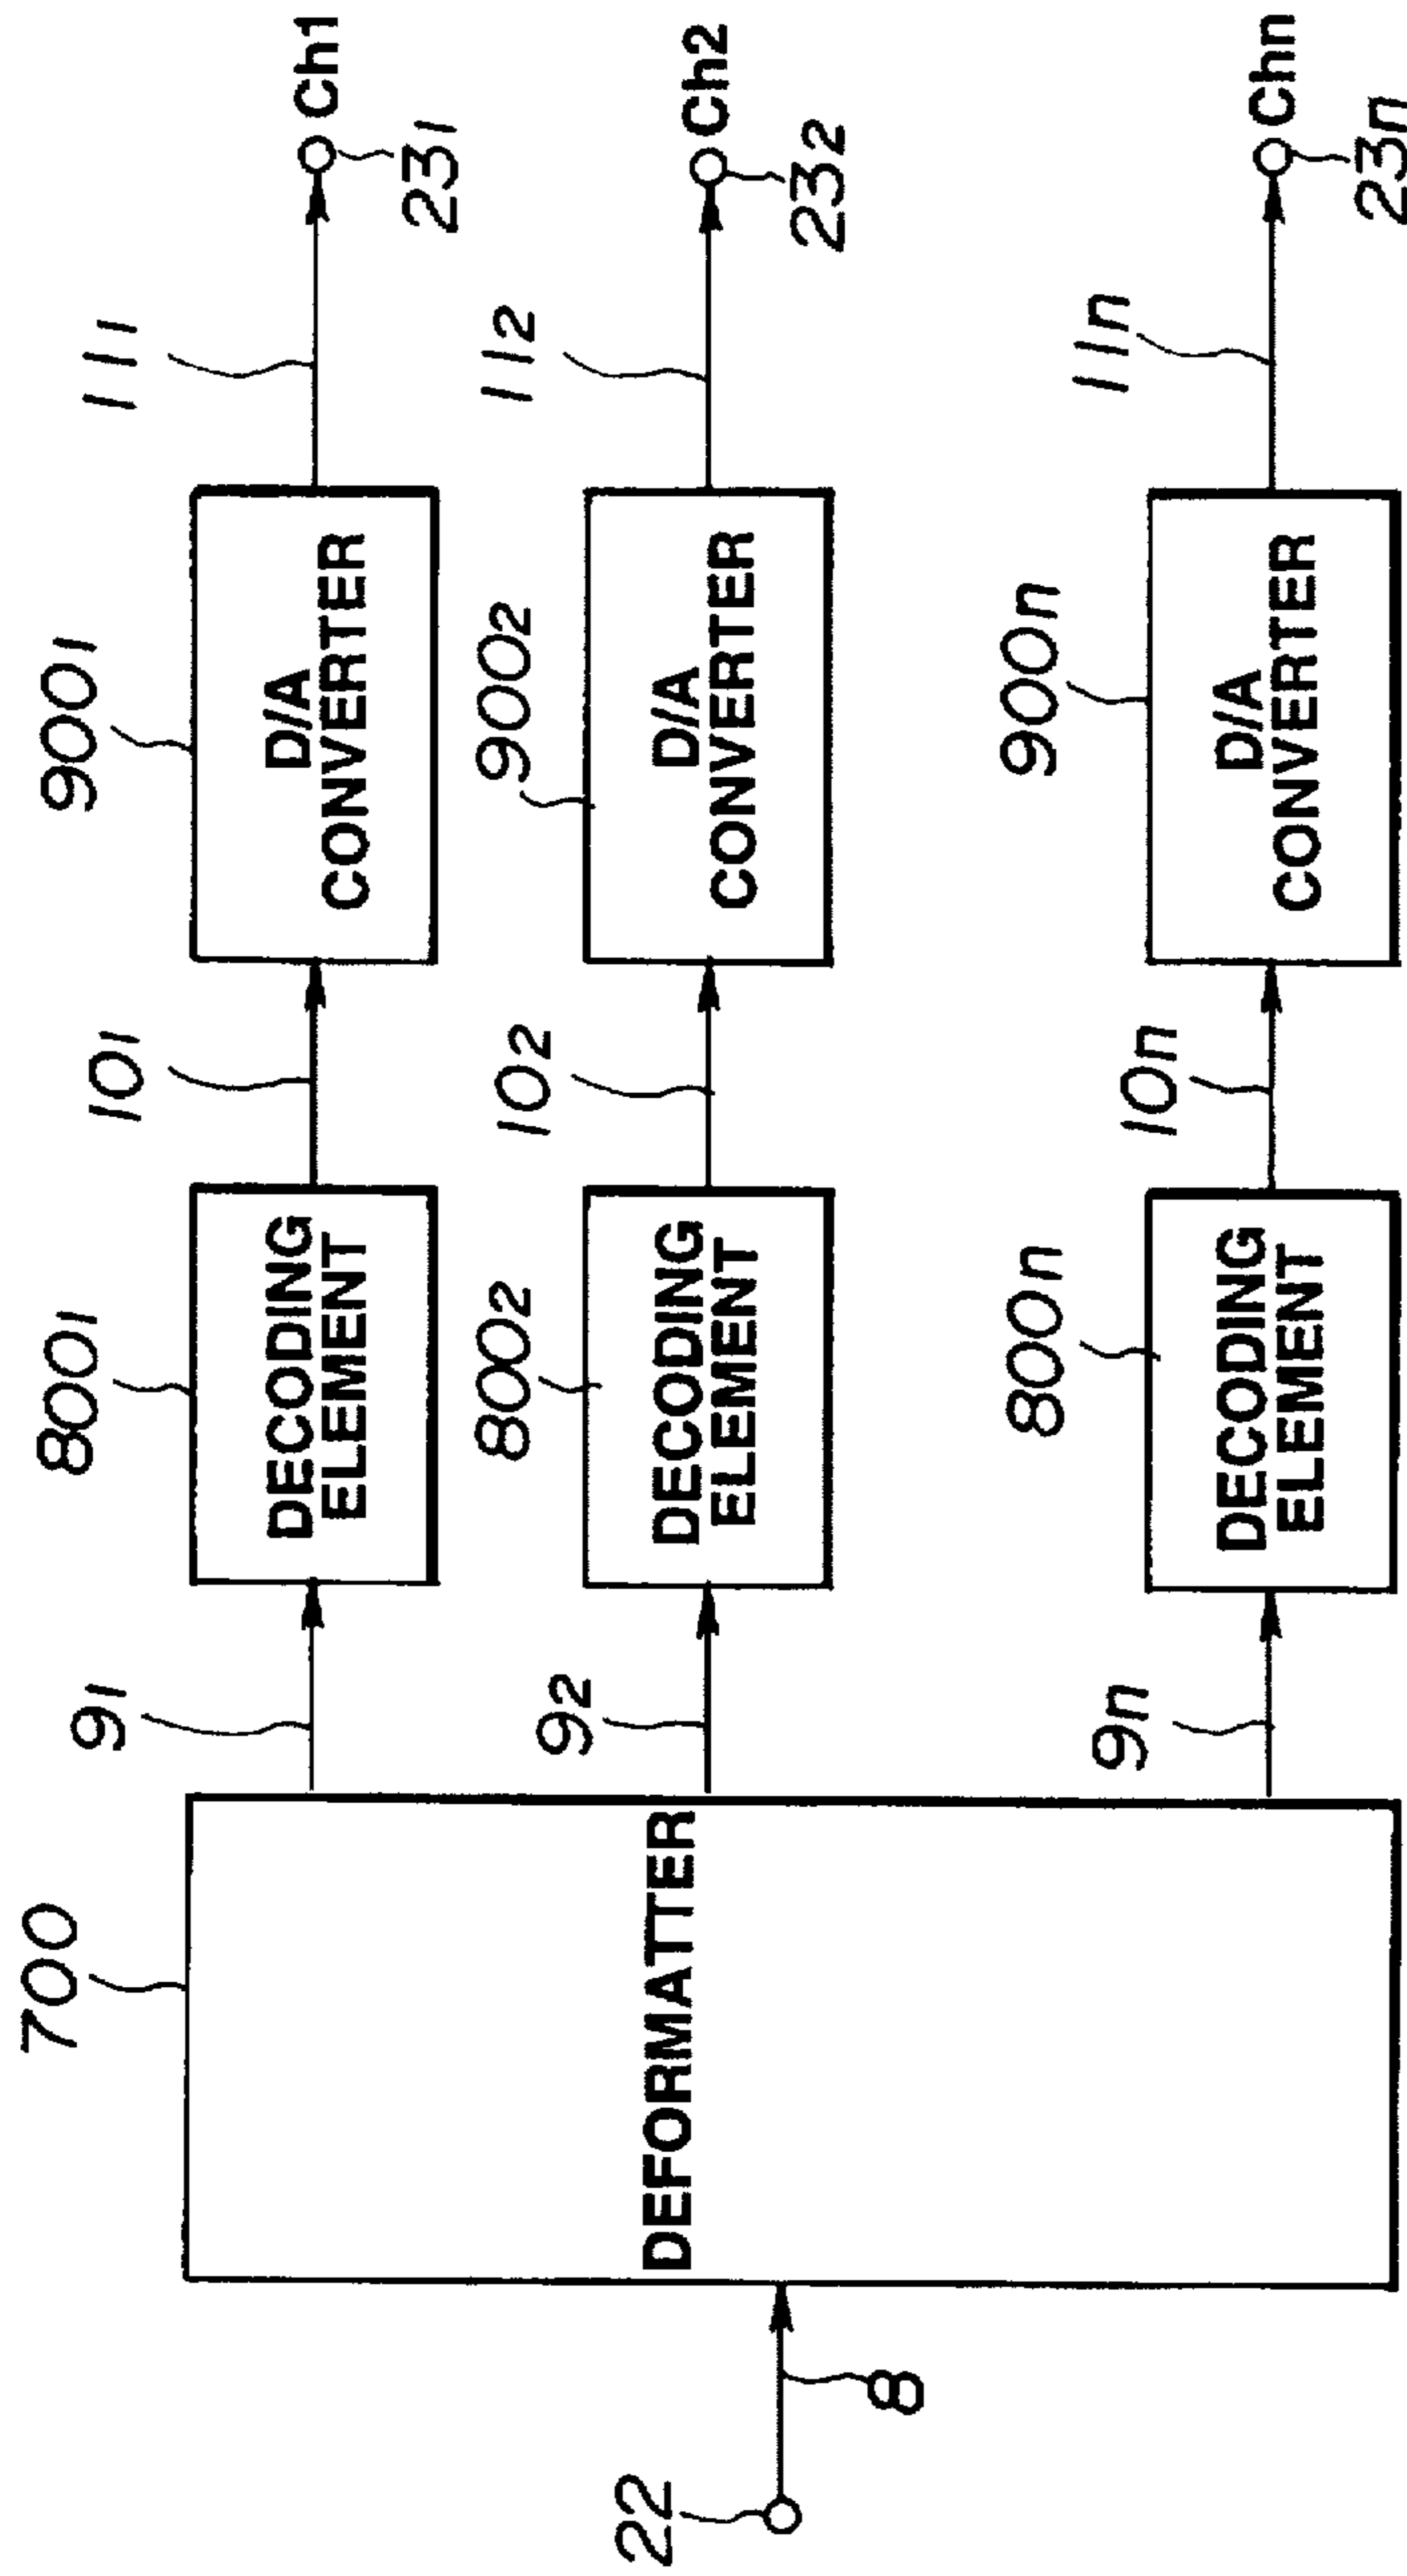 700
DEFORMATTER
22
8
9₁
8001
DECODING
ELEMENT
10₁
900₁
D/A
CONVERTER
11₁
Ch1
23₁
9₂
800₂
DECODING
ELEMENT
10₂
900₂
D/A
CONVERTER
11₂
Ch2
23₂
9n
800n
DECODING
ELEMENT
10n
900n
D/A
CONVERTER
11n
Chn
23n